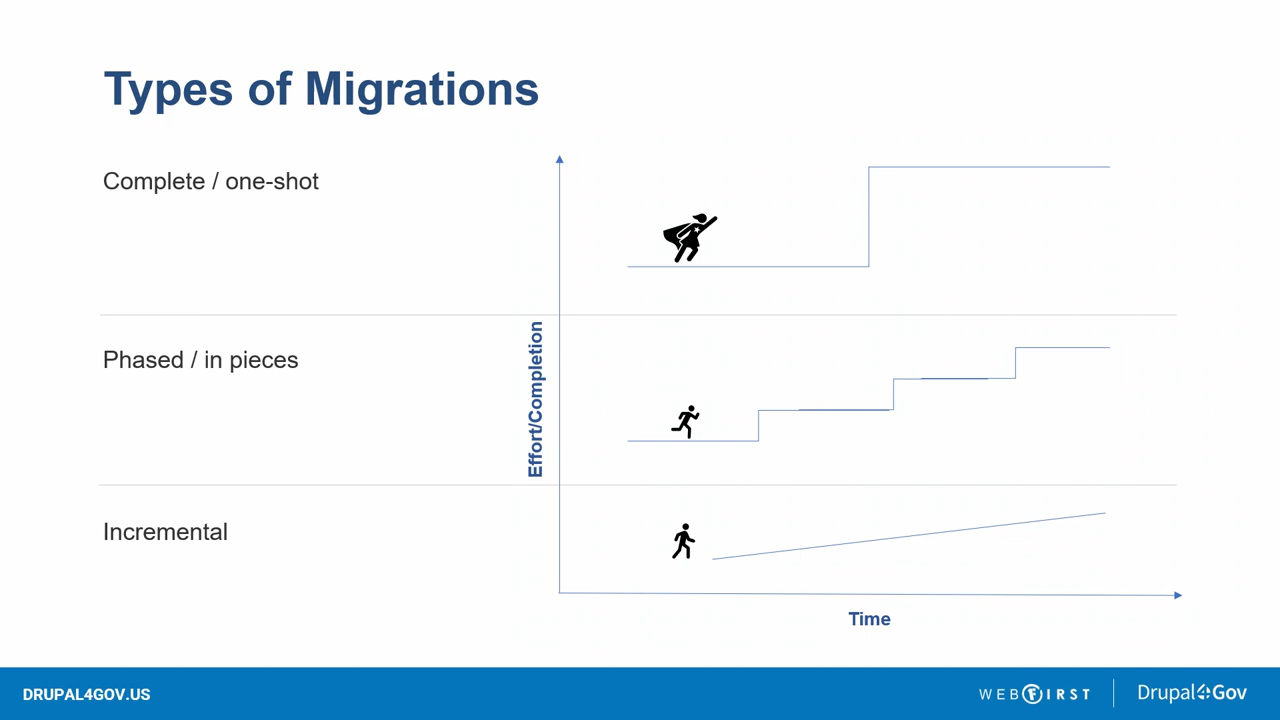 Types of Migrations
Complete / one-shot
Phased / in pieces
Incremental
Effort/Completion
Time
DRUPAL4GOV.US
WEBFIRST
Drupal4Gov